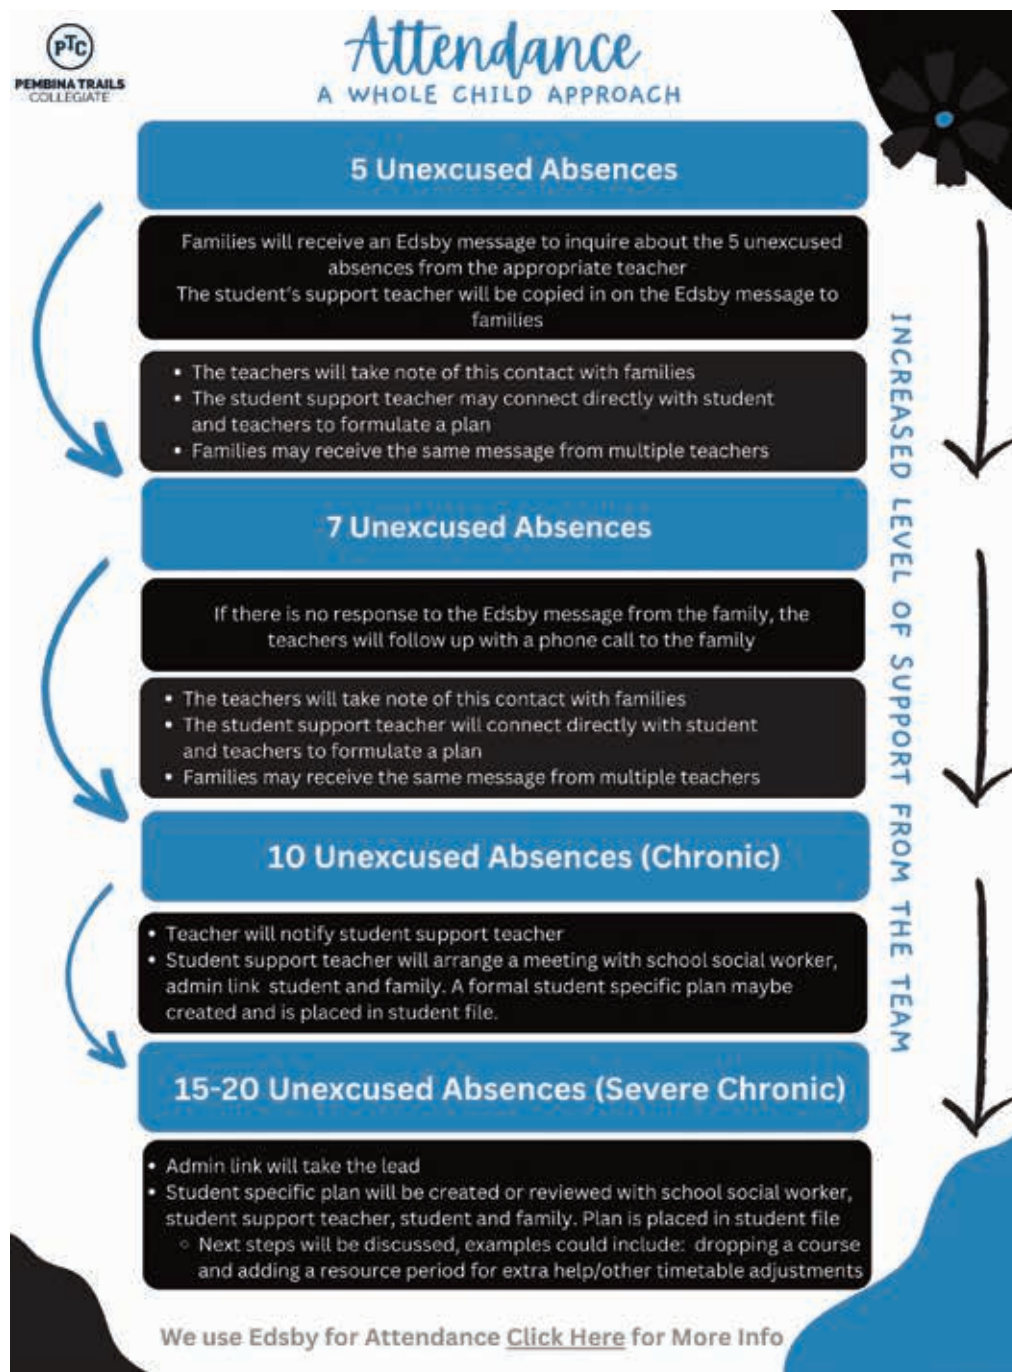 PTC
PEMBINA TRAILS
COLLEGIATE
Attendance
A WHOLE CHILD APPROACH
5 Unexcused Absences
Families will receive an Edsby message to inquire about the 5 unexcused
absences from the appropriate teacher
The student's support teacher will be copied in on the Edsby message to
families
• The teachers will take note of this contact with families
• The student support teacher may connect directly with student
and teachers to formulate a plan
• Families may receive the same message from multiple teachers
7 Unexcused Absences
If there is no response to the Edsby message from the family, the
teachers will follow up with a phone call to the family
• The teachers will take note of this contact with families
• The student support teacher will connect directly with student
and teachers to formulate a plan
• Families may receive the same message from multiple teachers
10 Unexcused Absences (Chronic)
• Teacher will notify student support teacher
• Student support teacher will arrange a meeting with school social worker,
admin link student and family. A formal student specific plan maybe
created and is placed in student file.
15-20 Unexcused Absences (Severe Chronic)
• Admin link will take the lead
• Student specific plan will be created or reviewed with school social worker,
student support teacher, student and family. Plan is placed in student file
◦ Next steps will be discussed, examples could include: dropping a course
and adding a resource period for extra help/other timetable adjustments
INCREASED LEVEL OF SUPPORT FROM THE TEAM
We use Edsby for Attendance Click Here for More Info